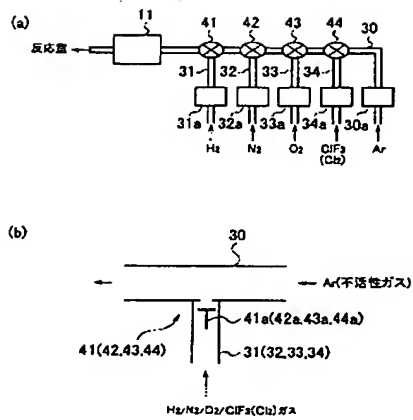 (a)
11 41 42 43 44 30
反応室
31 32 33 34
31a 32a 33a 34a 30a
H2 N2 O2 ClF3 Ar
(Cl2)
(b)
30
Ar(不活性ガス)
41a(42a,43a,44a)
41(42,43,44) 31(32,33,34)
H2/N2/O2/ClF3(Cl2)ガス